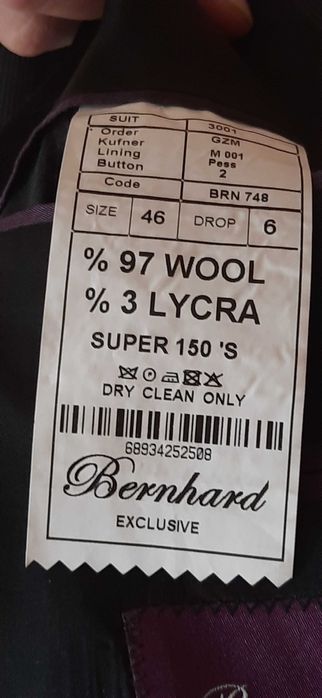 SUIT 3001
Order GZM
Kufner M 001
Lining Pess
Button 2
Code BRN 748
SIZE 46 DROP 6
% 97 WOOL
% 3 LYCRA
SUPER 150 'S
DRY CLEAN ONLY
68934252508
Bernhard
EXCLUSIVE